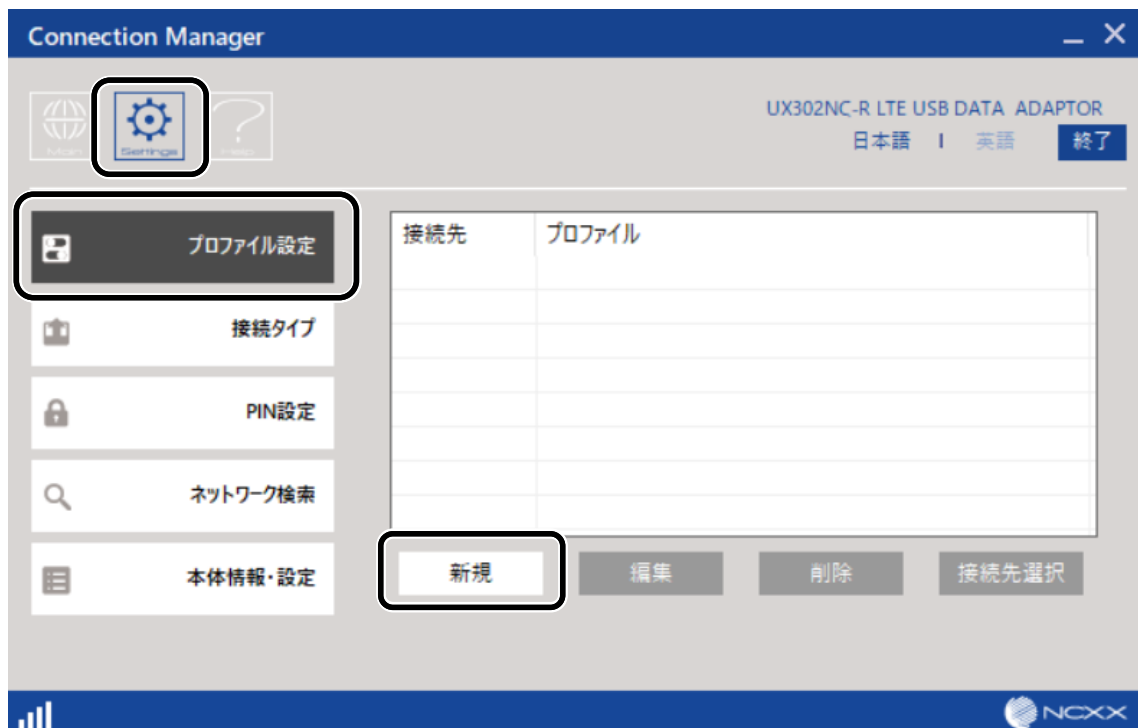 Connection Manager
Main
Settings
Help
UX302NC-R LTE USB DATA ADAPTOR
日本語 | 英語 終了
プロファイル設定
接続タイプ
PIN設定
ネットワーク検索
本体情報・設定
接続先 プロファイル
新規 編集 削除 接続先選択
NCXX